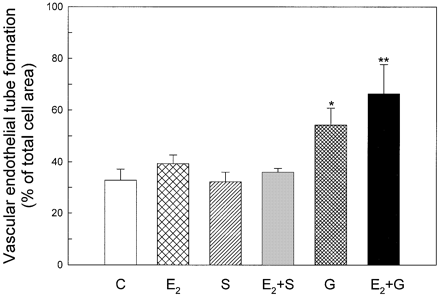 Vascular endothelial tube formation
(% of total cell area)
100
80
60
40
20
0
*
**
C E₂ S E₂+S G E₂+G